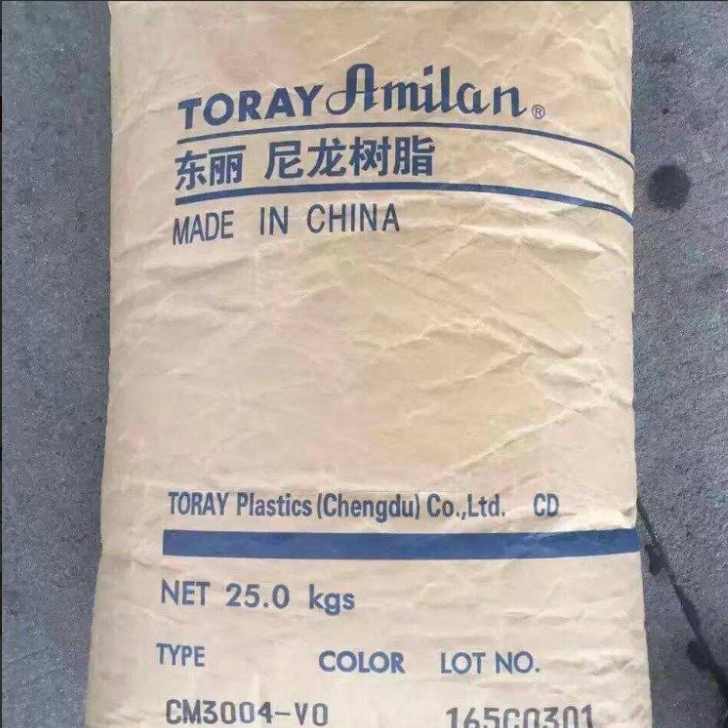 TORAY Amilan®
东丽 尼龙树脂
MADE IN CHINA
TORAY Plastics (Chengdu) Co.,Ltd. CD
NET 25.0 kgs
TYPE COLOR LOT NO.
CM3004-V0 165CQ301